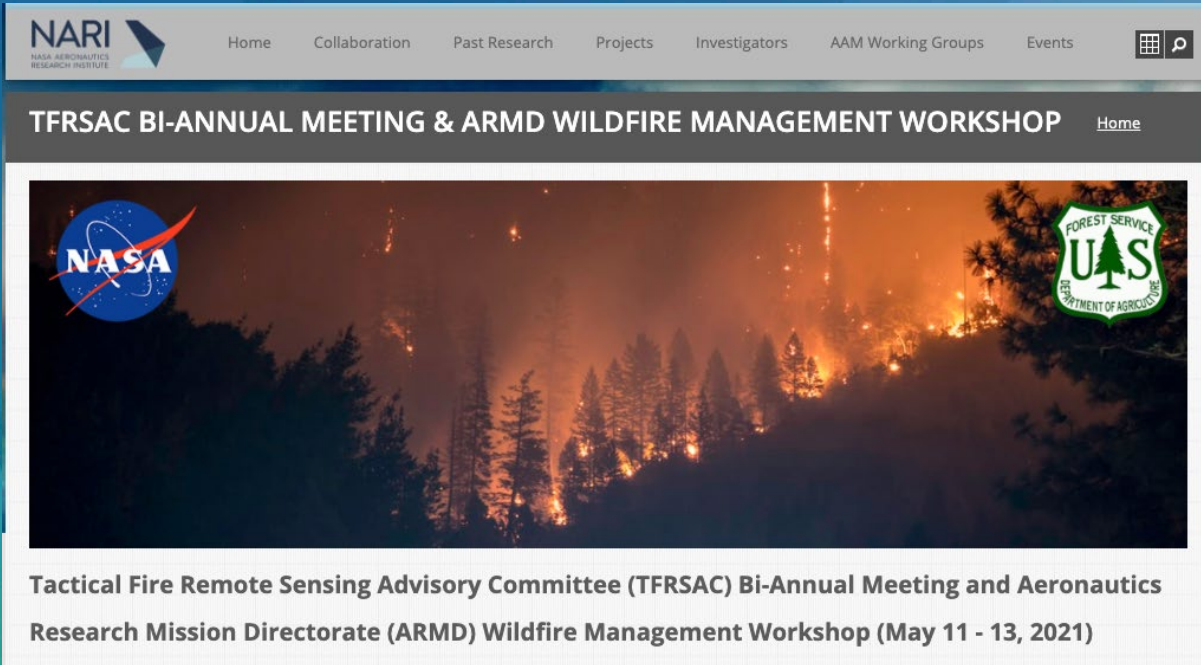 NARI
NASA AERONAUTICS
RESEARCH INSTITUTE
Home
Collaboration
Past Research
Projects
Investigators
AAM Working Groups
Events
TFRSAC BI-ANNUAL MEETING & ARMD WILDFIRE MANAGEMENT WORKSHOP
Home
NASA
FOREST SERVICE
U S
DEPARTMENT OF AGRICULTURE
Tactical Fire Remote Sensing Advisory Committee (TFRSAC) Bi-Annual Meeting and Aeronautics
Research Mission Directorate (ARMD) Wildfire Management Workshop (May 11 - 13, 2021)